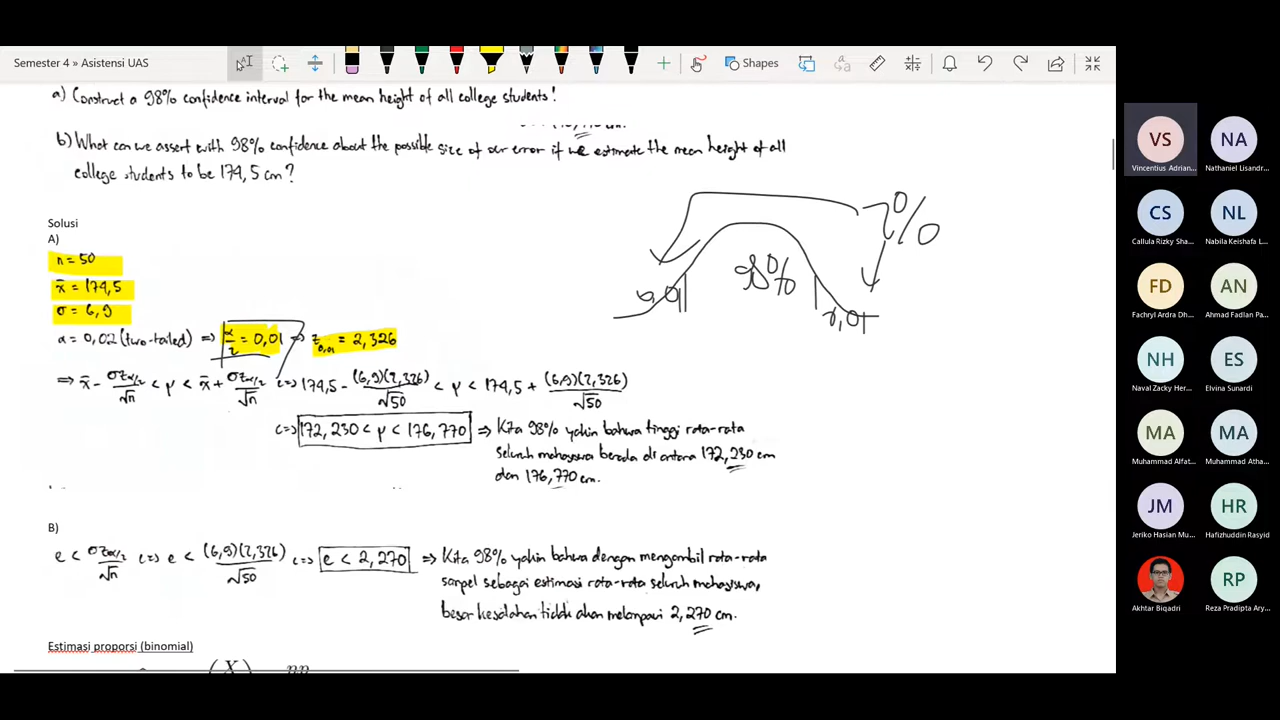 Semester 4 » Asistensi UAS
Shapes
a) Construct a 98% confidence interval for the mean height of all college students!
b) What can we assert with 98% confidence about the possible size of our error if we estimate the mean height of all
college students to be 174,5 cm?
Solusi
A)
n = 50
x̄ = 174,5
σ = 6,9
α = 0,02 (two-tailed) ⇒ α/2 = 0,01 ⇒ z0,01 = 2,326
⇒ x̄ - σzα/2/√n < μ < x̄ + σzα/2/√n ⇔ 174,5 - (6,9)(2,326)/√50 < μ < 174,5 + (6,9)(2,326)/√50
⇔ 172,230 < μ < 176,770 ⇒ Kita 98% yakin bahwa tinggi rata-rata
seluruh mahasiswa berada di antara 172,230 cm
dan 176,770 cm.
98%
0,01
B)
e < σzα/2/√n ⇔ e < (6,9)(2,326)/√50 ⇔ e < 2,270 ⇒ Kita 98% yakin bahwa dengan mengambil rata-rata
sampel sebagai estimasi rata-rata seluruh mahasiswa,
besar kesalahan tidak akan melampaui 2,270 cm.
Estimasi proporsi (binomial)
VS
Vincentius Adrian...
NA
Nathaniel Lisandr...
CS
Callula Rizky Sha...
NL
Nabila Keishafa L...
FD
Fachryl Ardra Dh...
AN
Ahmad Fadlan Pa...
NH
Naval Zacky Her...
ES
Elvina Sunardi
MA
Muhammad Alfat...
MA
Muhammad Atha...
JM
Jeriko Hasian Mu...
HR
Hafizhuddin Rasyid
Akhtar Biqadri
RP
Reza Pradipta Ary...